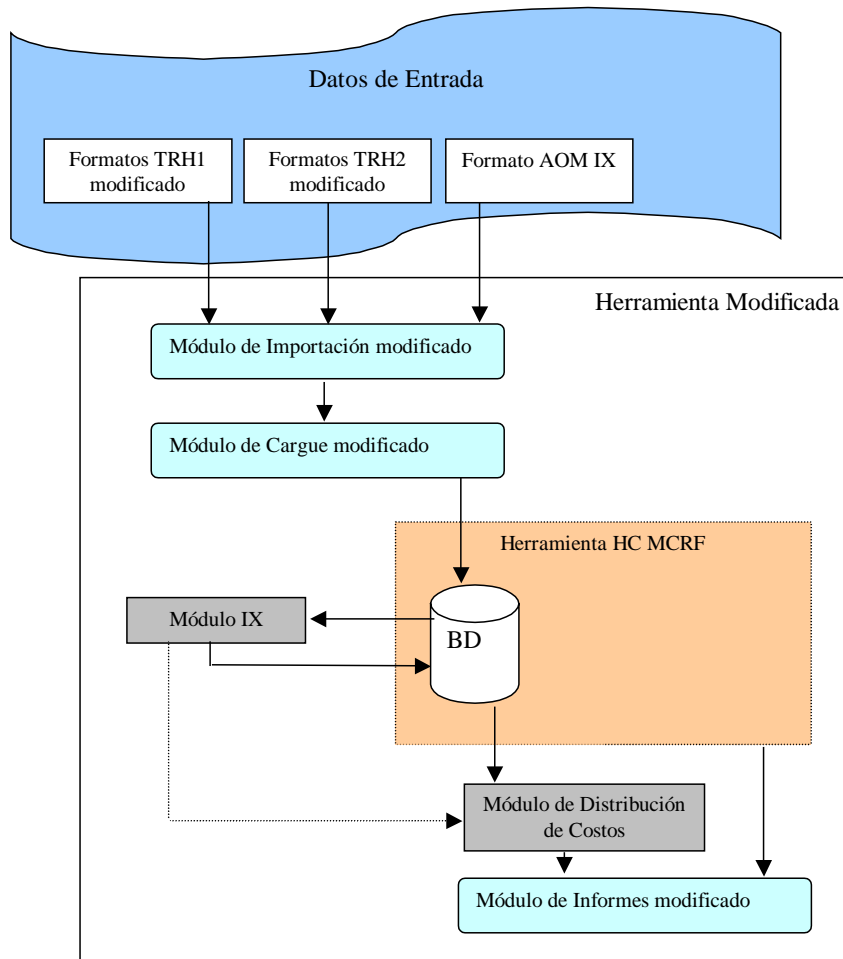 Datos de Entrada
Formatos TRH1
modificado
Formatos TRH2
modificado
Formato AOM IX
Herramienta Modificada
Módulo de Importación modificado
Módulo de Cargue modificado
Herramienta HC MCRF
Módulo IX
BD
Módulo de Distribución
de Costos
Módulo de Informes modificado